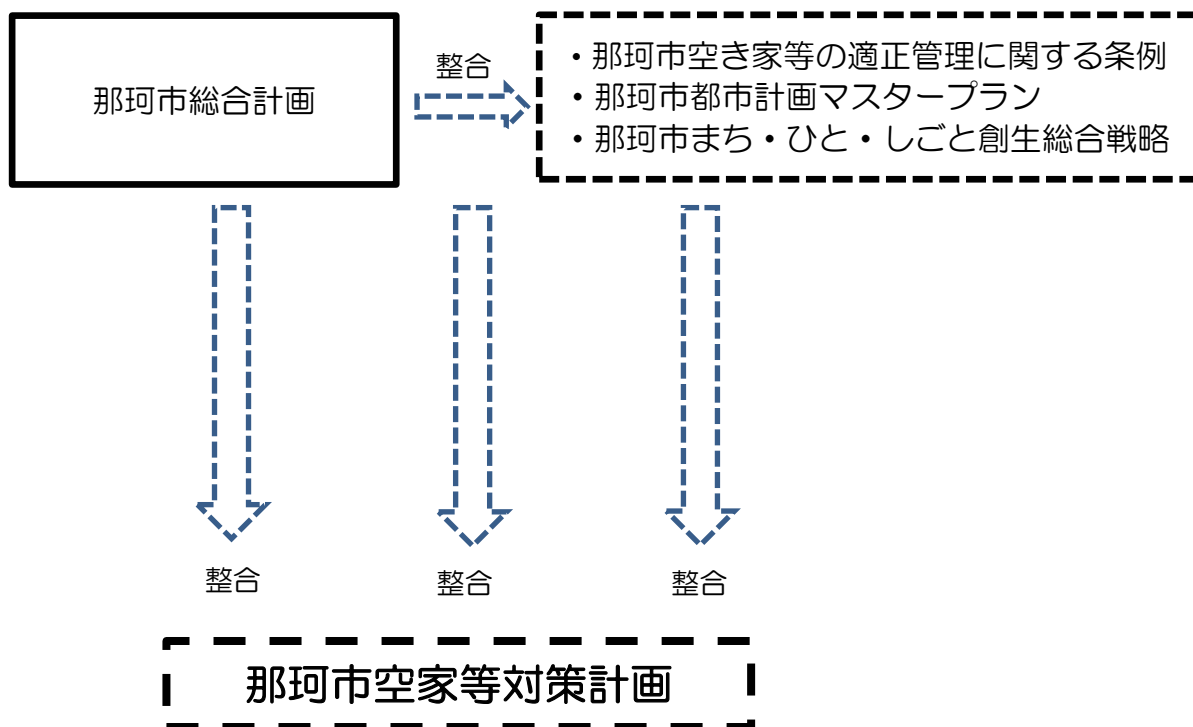 那珂市総合計画
整合
・那珂市空き家等の適正管理に関する条例
・那珂市都市計画マスタープラン
・那珂市まち・ひと・しごと創生総合戦略
整合
整合
整合
那珂市空家等対策計画